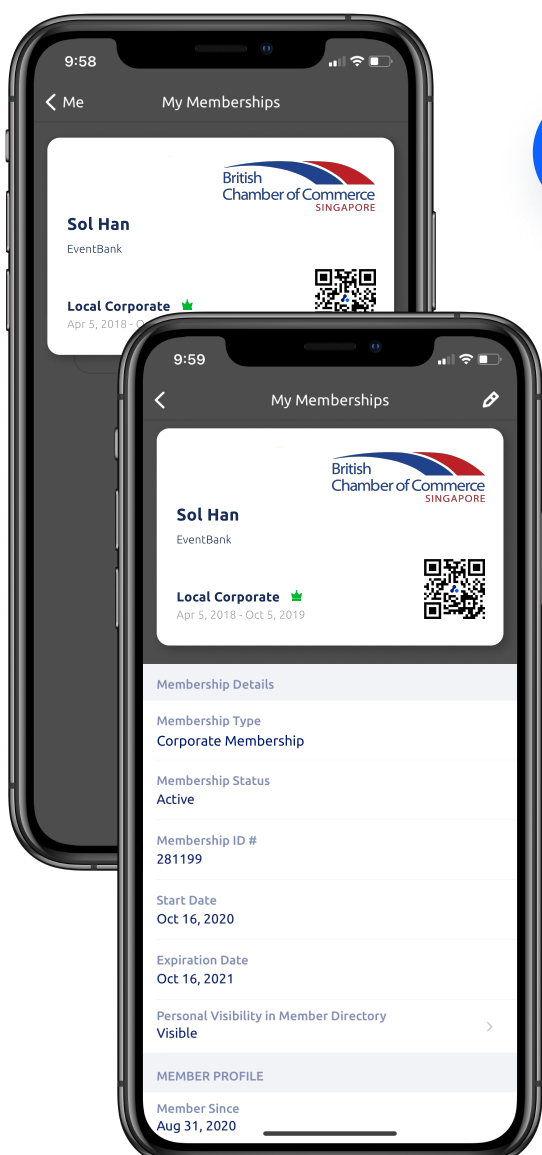 9:58
Me
My Memberships
British
Chamber of Commerce
SINGAPORE
Sol Han
EventBank
Local Corporate
Apr 5, 2018 - O
9:59
My Memberships
British
Chamber of Commerce
SINGAPORE
Sol Han
EventBank
Local Corporate
Apr 5, 2018 - Oct 5, 2019
Membership Details
Membership Type
Corporate Membership
Membership Status
Active
Membership ID #
281199
Start Date
Oct 16, 2020
Expiration Date
Oct 16, 2021
Personal Visibility in Member Directory
Visible
MEMBER PROFILE
Member Since
Aug 31, 2020